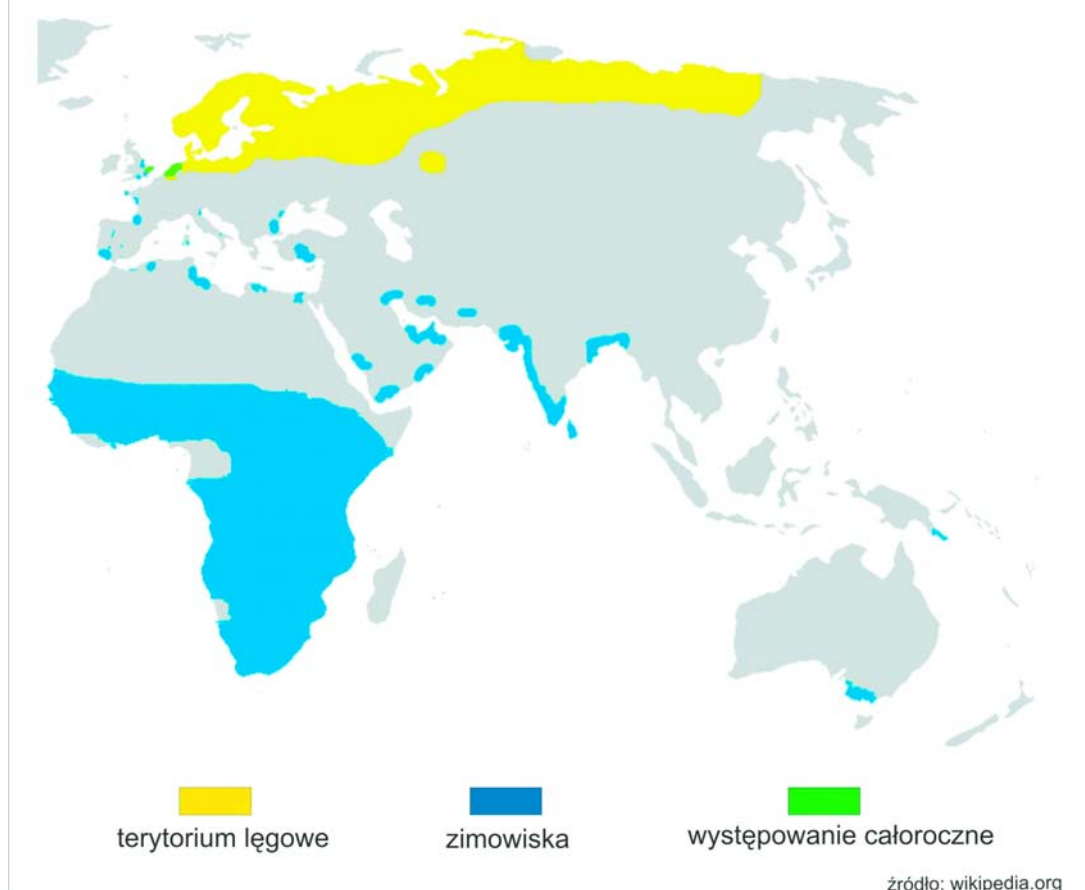 terytorium lęgowe
zimowiska
występowanie całoroczne
źródło: wikipedia.org